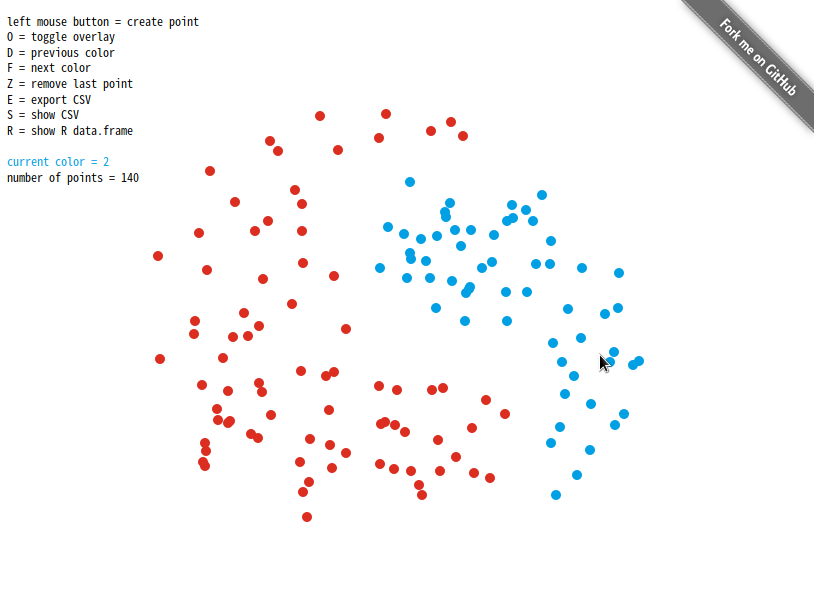 left mouse button = create point
O = toggle overlay
D = previous color
F = next color
Z = remove last point
E = export CSV
S = show CSV
R = show R data.frame
current color = 2
number of points = 140
Fork me on GitHub